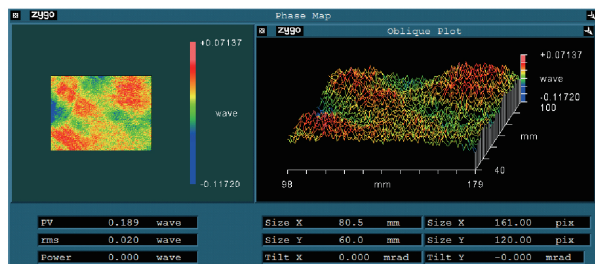 zygo Phase Map
zygo Oblique Plot
+0.07137
wave
-0.11720
+0.07137
wave
-0.11720
100
mm
40
98 mm 179
PV 0.189 wave
rms 0.020 wave
Power 0.000 wave
Size X 80.5 mm
Size Y 60.0 mm
Tilt X 0.000 mrad
Size X 161.00 pix
Size Y 120.00 pix
Tilt Y -0.000 mrad